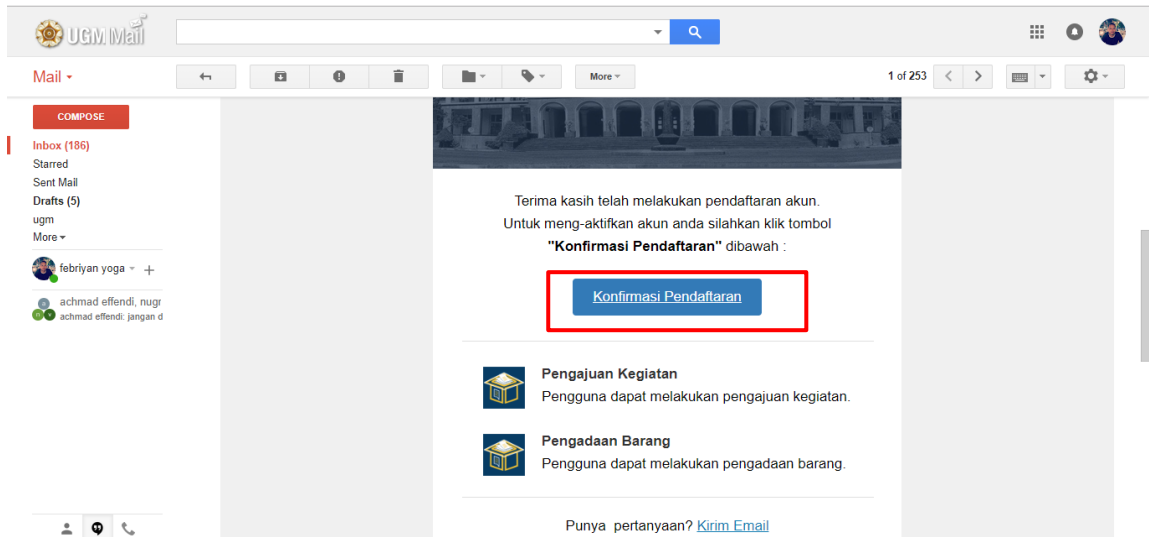 UGM Mail
Mail
More
1 of 253
COMPOSE
Inbox (186)
Starred
Sent Mail
Drafts (5)
ugm
More
febriyan yoga
achmad effendi, nugr
achmad effendi: jangan d
Terima kasih telah melakukan pendaftaran akun.
Untuk meng-aktifkan akun anda silahkan klik tombol
"Konfirmasi Pendaftaran" dibawah :
Konfirmasi Pendaftaran
Pengajuan Kegiatan
Pengguna dapat melakukan pengajuan kegiatan.
Pengadaan Barang
Pengguna dapat melakukan pengadaan barang.
Punya pertanyaan? Kirim Email